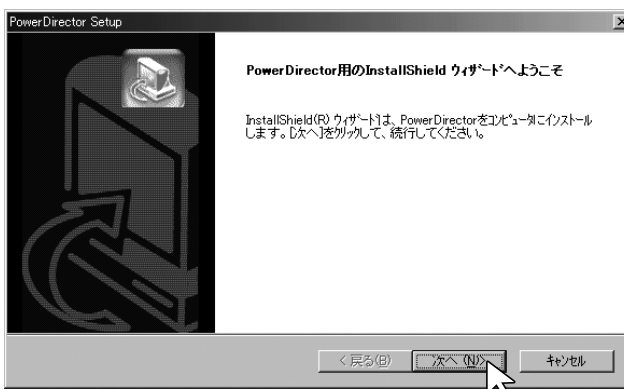 PowerDirector Setup
PowerDirector用のInstallShield ウィザードへようこそ
InstallShield(R) ウィザードは、PowerDirectorをコンピュータにインストール
します。[次へ]をクリックして、続行してください。
< 戻る(B)
次へ (N)>
キャンセル